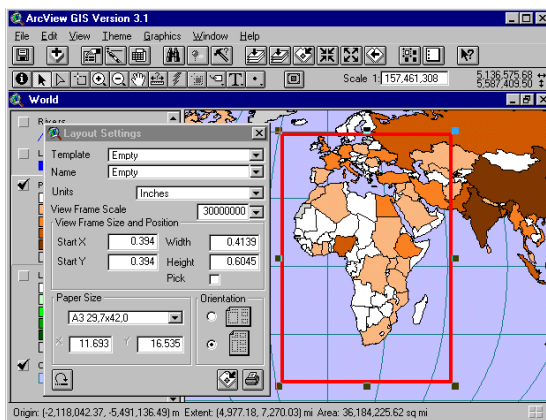 ArcView GIS Version 3.1
File Edit View Theme Graphics Window Help
Scale 1: 157,461,308
5,136,575.68
5,587,409.50
World
Rivers
L
P
L
C
Layout Settings
Template Empty
Name Empty
Units Inches
View Frame Scale 30000000
View Frame Size and Position
Start X 0.394 Width 0.4139
Start Y 0.394 Height 0.6045
Pick
Paper Size
Orientation
A3 29,7x42,0
X 11.693 Y 16.535
Origin: (-2,118,042.37, -5,491,136.49) m Extent: (4,977.18, 7,270.03) mi Area: 36,184,225.62 sq mi